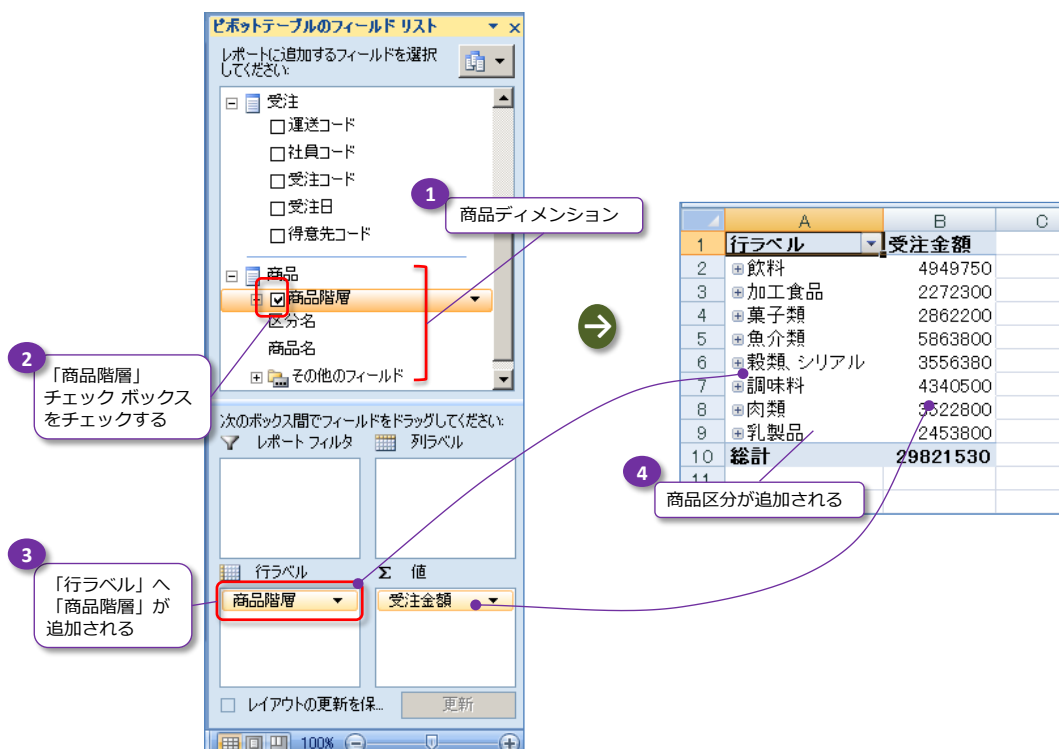 ピボットテーブルのフィールド リスト
レポートに追加するフィールドを選択
してください:
受注
運送コード
社員コード
受注コード
受注日
得意先コード
商品
商品階層
区分名
商品名
その他のフィールド
次のボックス間でフィールドをドラッグしてください:
レポート フィルタ
列ラベル
行ラベル
Σ 値
商品階層
受注金額
レイアウトの更新を保...
更新
100%
1
商品ディメンション
2
「商品階層」
チェック ボックス
をチェックする
3
「行ラベル」へ
「商品階層」が
追加される
A B C
1 行ラベル 受注金額
2 飲料 4949750
3 加工食品 2272300
4 菓子類 2862200
5 魚介類 5863800
6 穀類、シリアル 3556380
7 調味料 4340500
8 肉類 3522800
9 乳製品 2453800
10 総計 29821530
11
4
商品区分が追加される